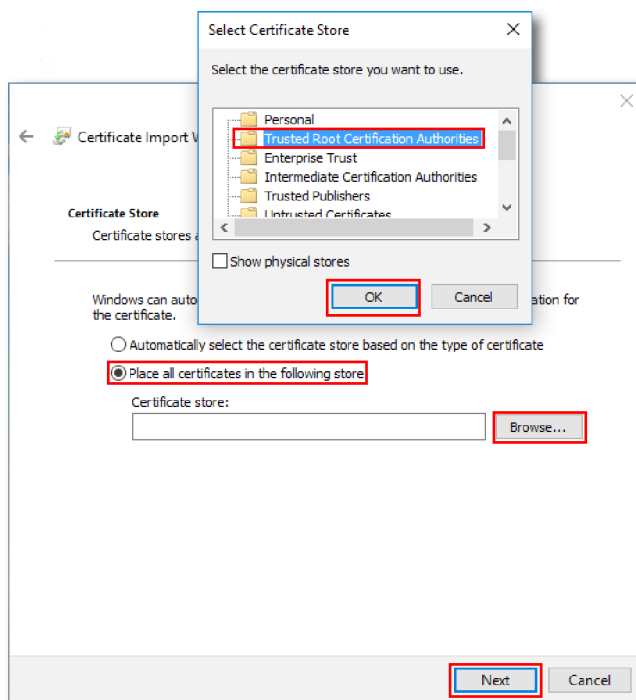 Select Certificate Store
Select the certificate store you want to use.
Personal
Trusted Root Certification Authorities
Enterprise Trust
Intermediate Certification Authorities
Trusted Publishers
Untrusted Certificates
Show physical stores
OK
Cancel
Certificate Import W
Certificate Store
Certificate stores a
Windows can auto
ation for
the certificate.
Automatically select the certificate store based on the type of certificate
Place all certificates in the following store
Certificate store:
Browse...
Next
Cancel